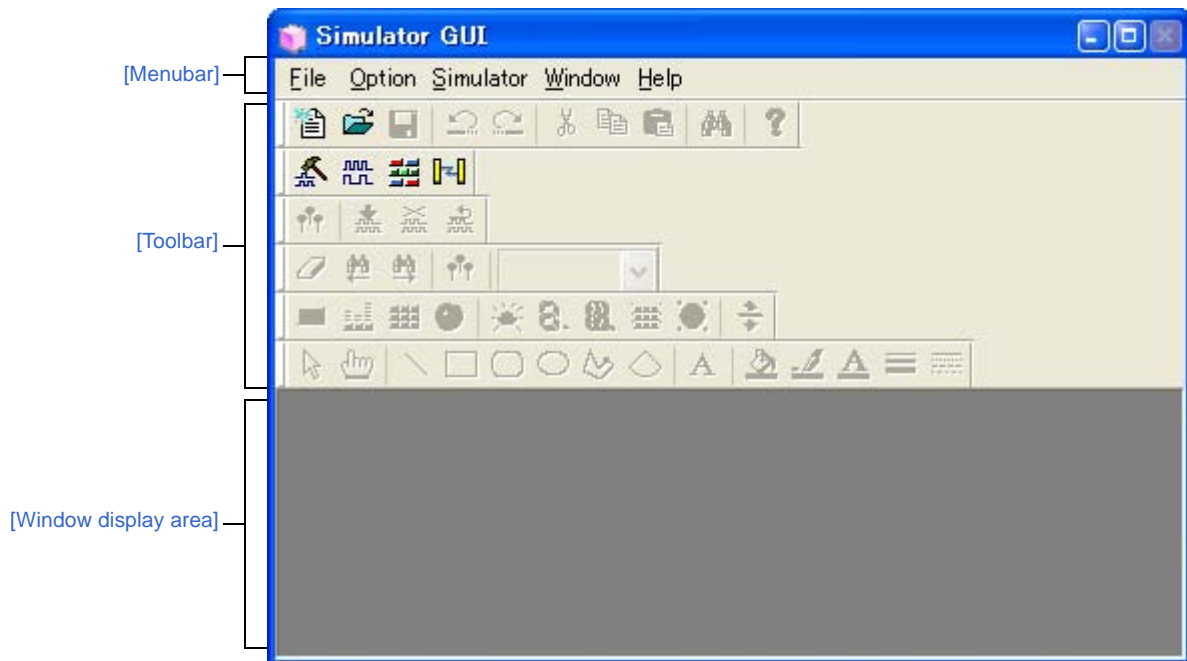 Simulator GUI
[Menubar]
File Option Simulator Window Help
[Toolbar]
[Window display area]